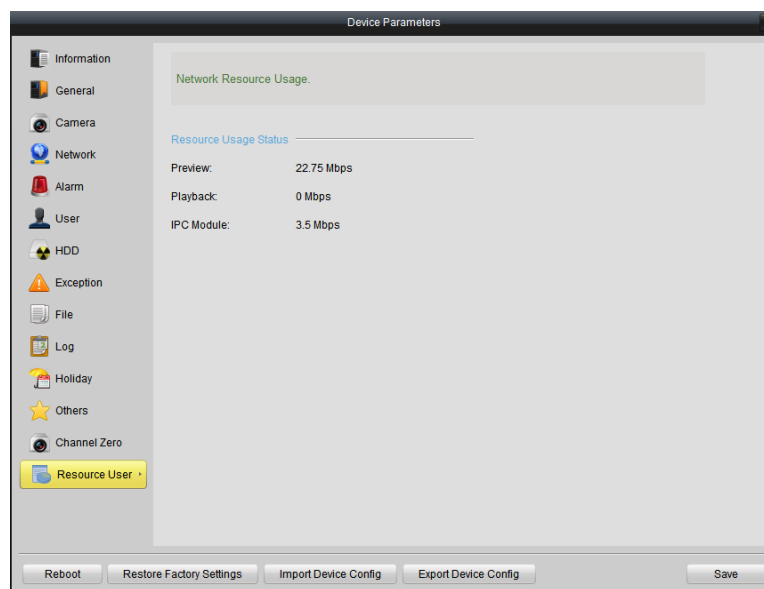 Device Parameters
Information
General
Camera
Network
Alarm
User
HDD
Exception
File
Log
Holiday
Others
Channel Zero
Resource User
Network Resource Usage.
Resource Usage Status
Preview: 22.75 Mbps
Playback: 0 Mbps
IPC Module: 3.5 Mbps
Reboot Restore Factory Settings Import Device Config Export Device Config Save